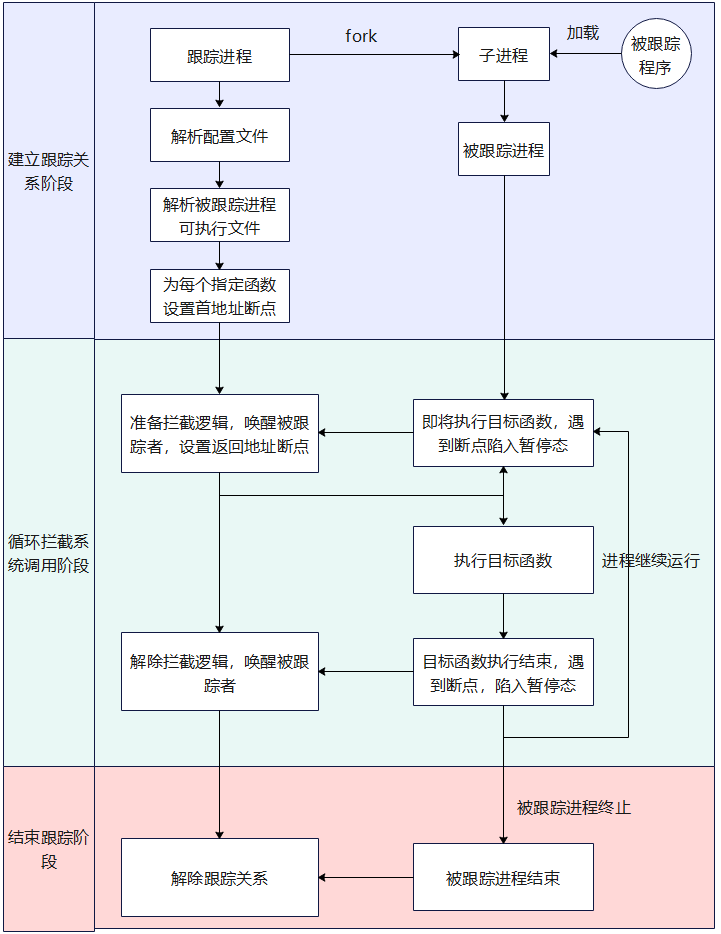 跟踪进程
fork
子进程
加载
被跟踪
程序
解析配置文件
被跟踪进程
建立跟踪关
系阶段
解析被跟踪进程
可执行文件
为每个指定函数
设置首地址断点
准备拦截逻辑，唤醒被跟
踪者，设置返回地址断点
即将执行目标函数，遇
到断点陷入暂停态
循环拦截系
统调用阶段
执行目标函数
进程继续运行
解除拦截逻辑，唤醒被跟
踪者
目标函数执行结束，遇
到断点，陷入暂停态
被跟踪进程终止
结束跟踪阶
段
解除跟踪关系
被跟踪进程结束